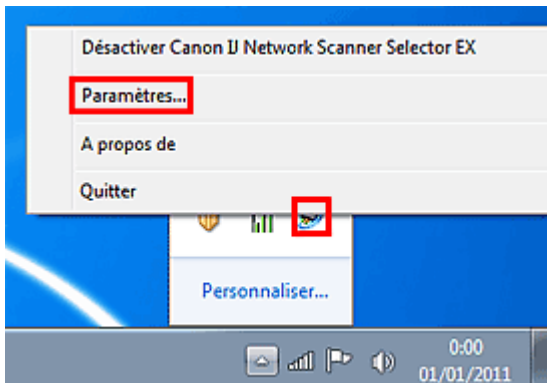 Désactiver Canon IJ Network Scanner Selector EX
Paramètres...
A propos de
Quitter
Personnaliser...
0:00
01/01/2011